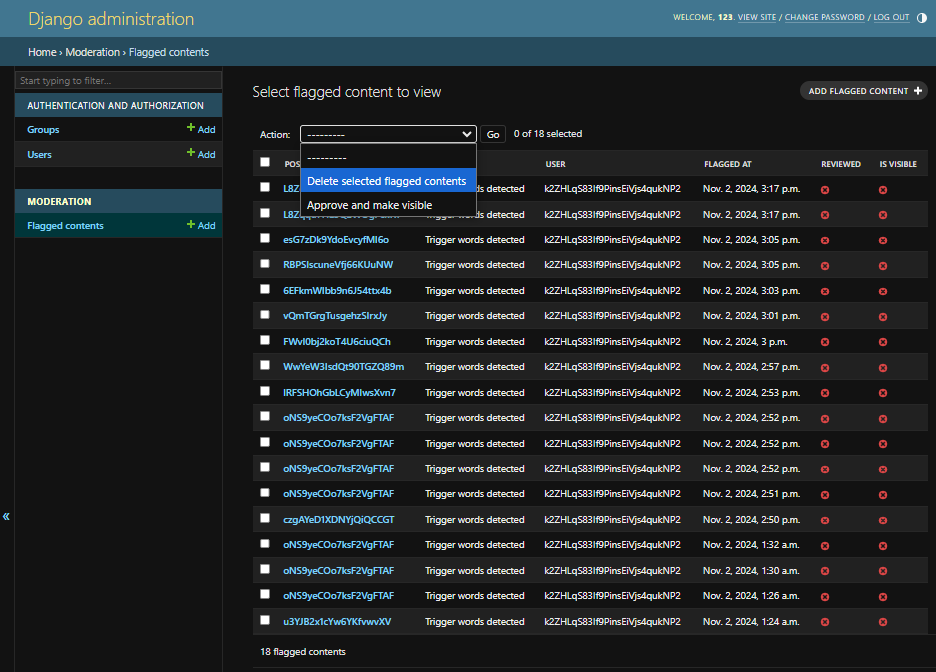 Django administration
WELCOME, 123. VIEW SITE / CHANGE PASSWORD / LOG OUT
Home › Moderation › Flagged contents
Start typing to filter...
AUTHENTICATION AND AUTHORIZATION
Groups + Add
Users + Add
MODERATION
Flagged contents + Add
«
Select flagged content to view
ADD FLAGGED CONTENT +
Action: --------- Go 0 of 18 selected
---------
Delete selected flagged contents
Approve and make visible
USER FLAGGED AT REVIEWED IS VISIBLE
detected k2ZHLqS83If9PinsEiVjs4qukNP2 Nov. 2, 2024, 3:17 p.m.
detected k2ZHLqS83If9PinsEiVjs4qukNP2 Nov. 2, 2024, 3:17 p.m.
esG7zDk9YdoEvcyfMl6o Trigger words detected k2ZHLqS83If9PinsEiVjs4qukNP2 Nov. 2, 2024, 3:05 p.m.
RBPSIscuneVfj66KUuNW Trigger words detected k2ZHLqS83If9PinsEiVjs4qukNP2 Nov. 2, 2024, 3:05 p.m.
6EFkmWlbb9n6J54ttx4b Trigger words detected k2ZHLqS83If9PinsEiVjs4qukNP2 Nov. 2, 2024, 3:03 p.m.
vQmTGrgTusgehzSIrxJy Trigger words detected k2ZHLqS83If9PinsEiVjs4qukNP2 Nov. 2, 2024, 3:01 p.m.
FWvI0bj2koT4U6ciuQCh Trigger words detected k2ZHLqS83If9PinsEiVjs4qukNP2 Nov. 2, 2024, 3 p.m.
WwYeW3IsdQt90TGZQ89m Trigger words detected k2ZHLqS83If9PinsEiVjs4qukNP2 Nov. 2, 2024, 2:57 p.m.
IRFSHOhGbLCyMIwsXvn7 Trigger words detected k2ZHLqS83If9PinsEiVjs4qukNP2 Nov. 2, 2024, 2:53 p.m.
oNS9yeCOo7ksF2VgFTAF Trigger words detected k2ZHLqS83If9PinsEiVjs4qukNP2 Nov. 2, 2024, 2:52 p.m.
oNS9yeCOo7ksF2VgFTAF Trigger words detected k2ZHLqS83If9PinsEiVjs4qukNP2 Nov. 2, 2024, 2:52 p.m.
oNS9yeCOo7ksF2VgFTAF Trigger words detected k2ZHLqS83If9PinsEiVjs4qukNP2 Nov. 2, 2024, 2:52 p.m.
oNS9yeCOo7ksF2VgFTAF Trigger words detected k2ZHLqS83If9PinsEiVjs4qukNP2 Nov. 2, 2024, 2:51 p.m.
czgAYeD1XDNYjQiQCCGT Trigger words detected k2ZHLqS83If9PinsEiVjs4qukNP2 Nov. 2, 2024, 2:50 p.m.
oNS9yeCOo7ksF2VgFTAF Trigger words detected k2ZHLqS83If9PinsEiVjs4qukNP2 Nov. 2, 2024, 1:32 a.m.
oNS9yeCOo7ksF2VgFTAF Trigger words detected k2ZHLqS83If9PinsEiVjs4qukNP2 Nov. 2, 2024, 1:30 a.m.
oNS9yeCOo7ksF2VgFTAF Trigger words detected k2ZHLqS83If9PinsEiVjs4qukNP2 Nov. 2, 2024, 1:26 a.m.
u3YJB2x1cYw6YKfvwvXV Trigger words detected k2ZHLqS83If9PinsEiVjs4qukNP2 Nov. 2, 2024, 1:24 a.m.
18 flagged contents